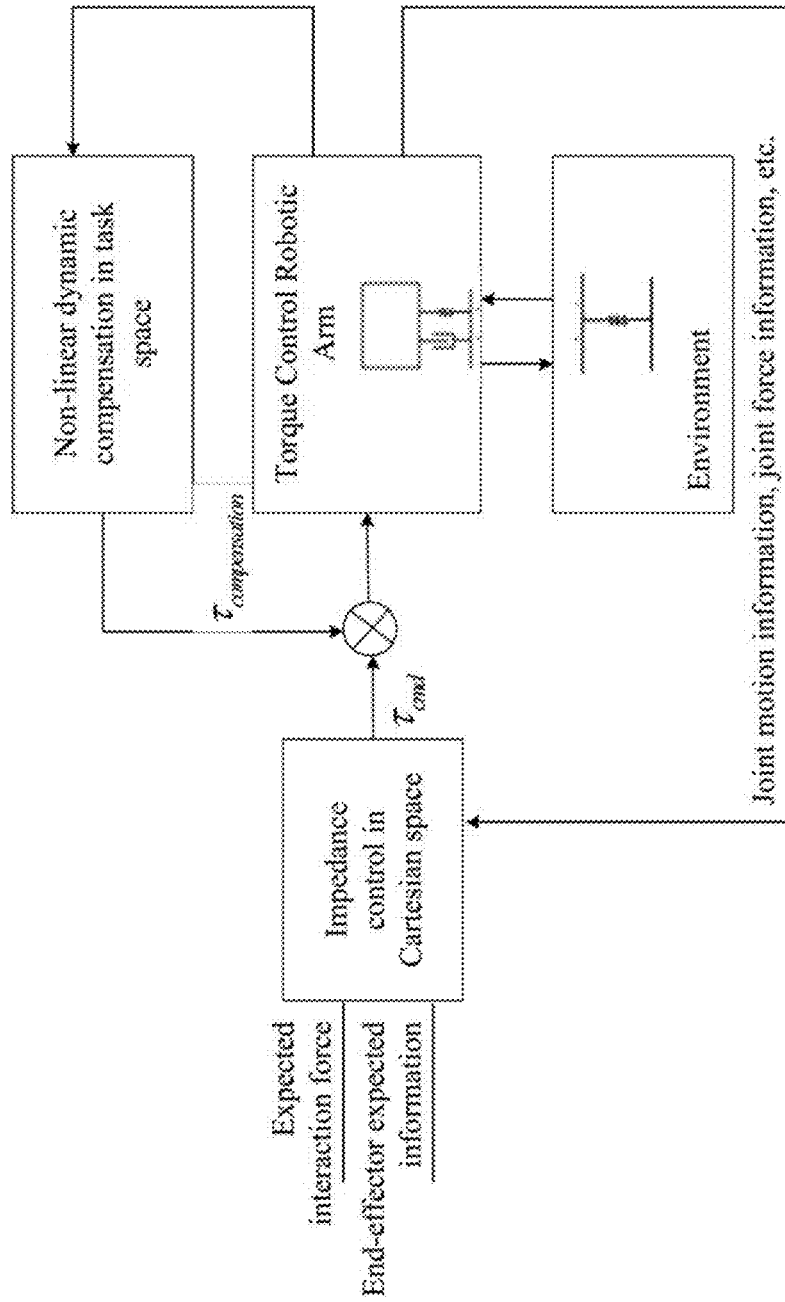 Non-linear dynamic
compensation in task
space
τcompensation
Torque Control Robotic
Arm
τcmd
Impedance
control in
Cartesian space
Expected
interaction force
End-effector expected
information
Environment
Joint motion information, joint force information, etc.